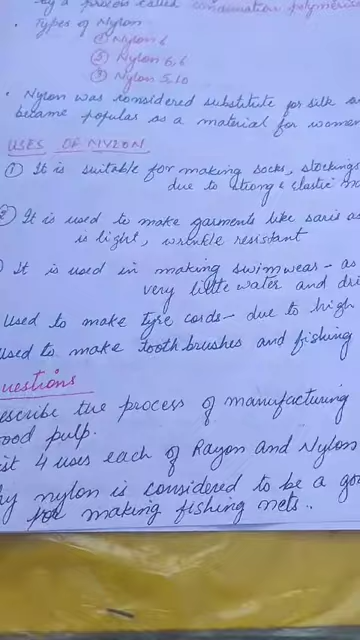 by a process called condensation polymeris
• Types of Nylon
① Nylon 6
② Nylon 6,6
③ Nylon 5,10
• Nylon was considered substitute for silk an
became popular as a material for women
USES OF NYLON
① It is suitable for making socks, stockings
due to strong & elastic
② It is used to make garments like saris as
is light, wrinkle resistant
It is used in making swimwear - as
very little water and dri
Used to make tyre cords - due to high
Used to make toothbrushes and fishing
uestions
escribe the process of manufacturing
ood pulp.
ist 4 uses each of Rayon and Nylon
hy nylon is considered to be a goo
for making fishing nets..